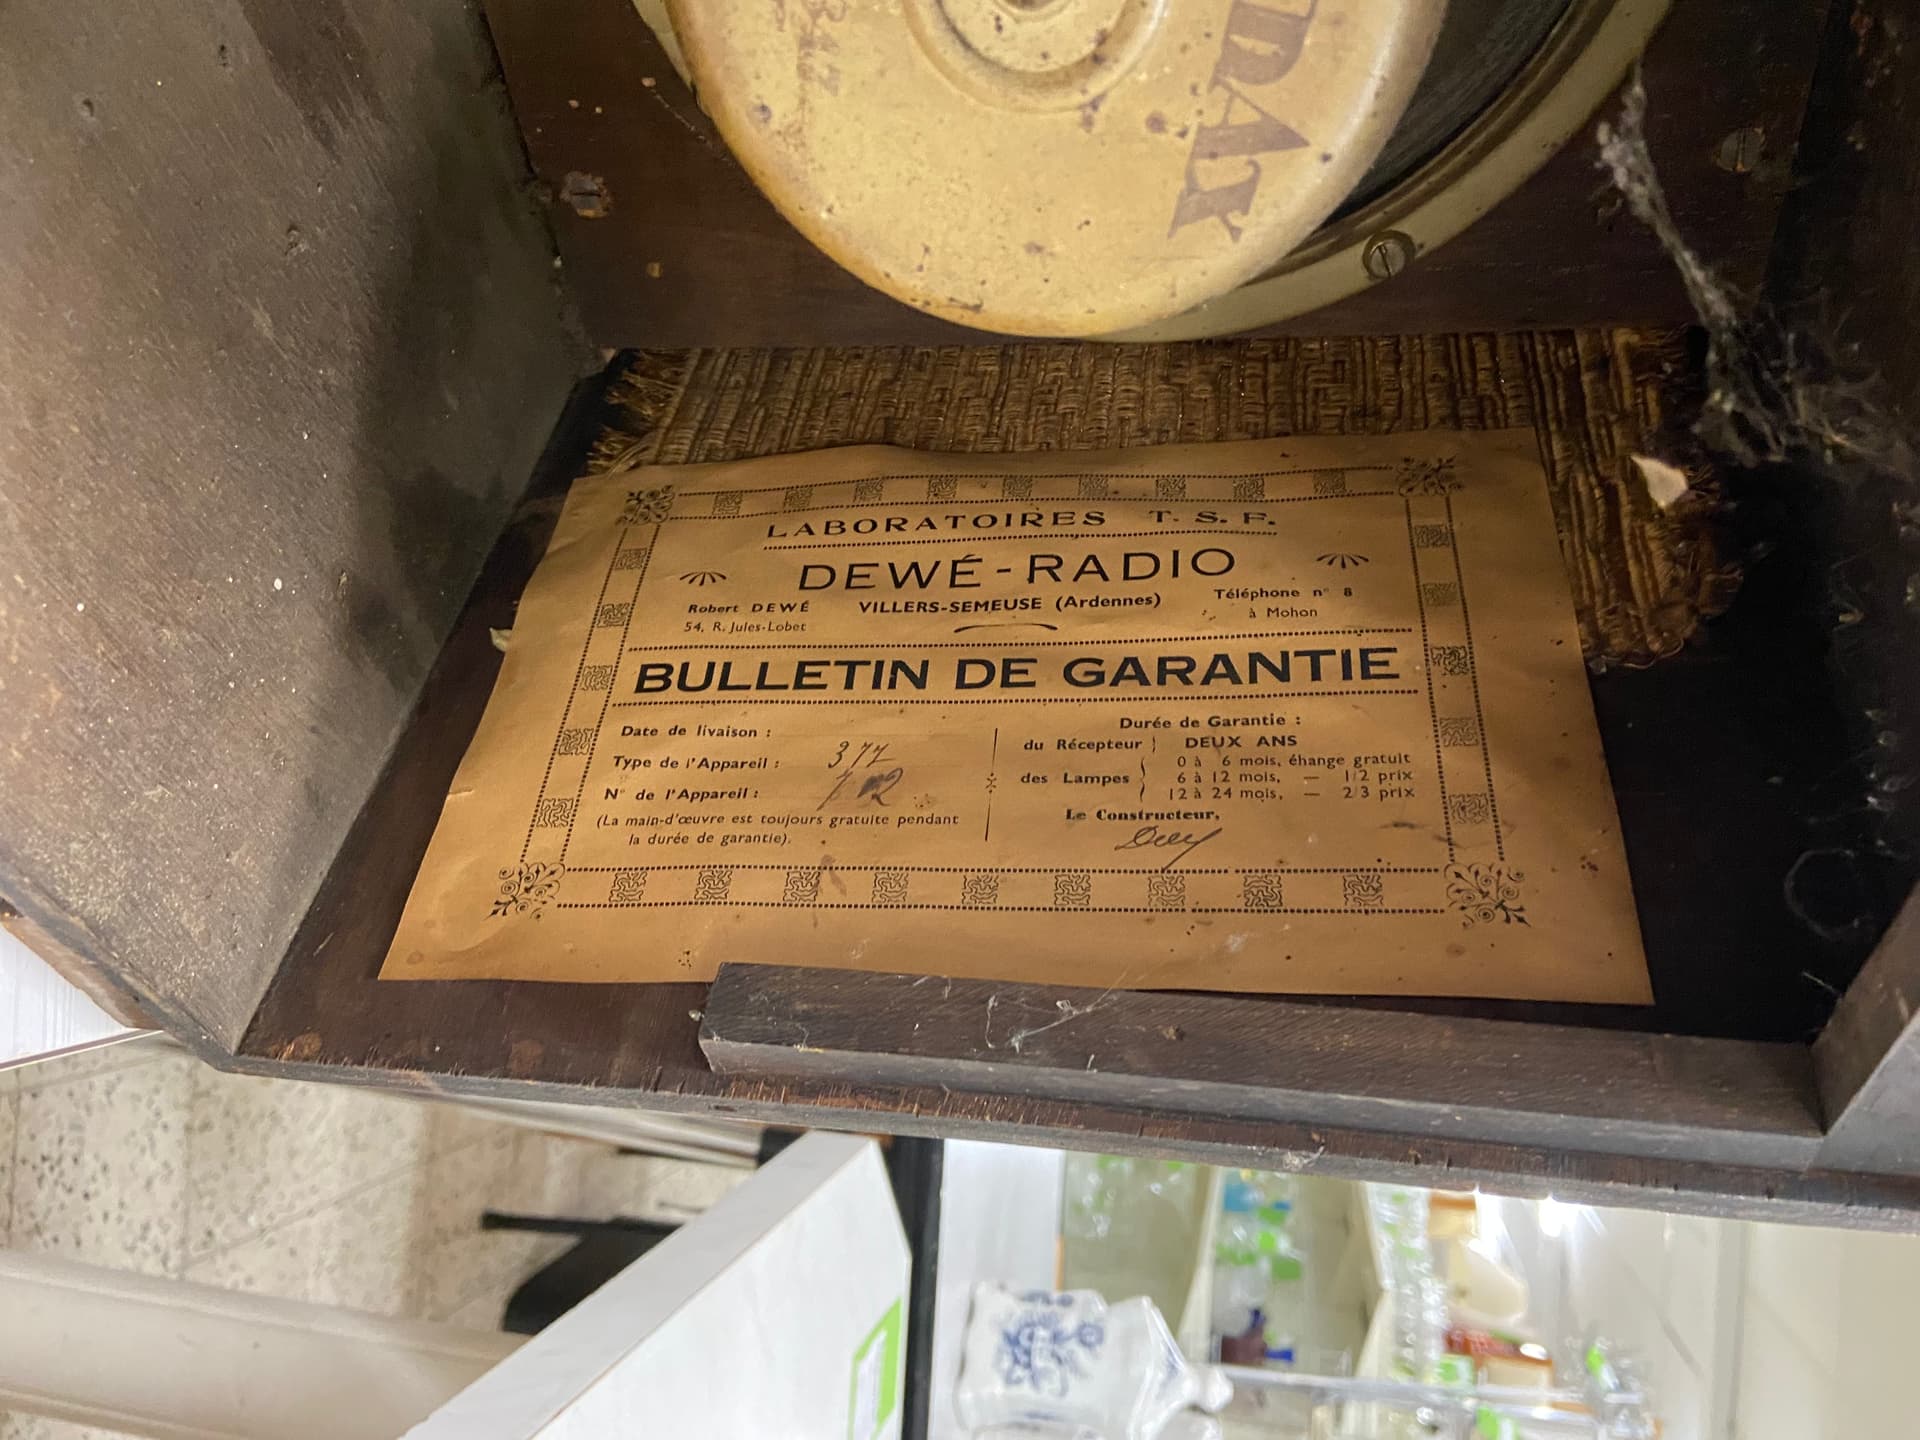 DAX
LABORATOIRES T. S. F.
DEWÉ-RADIO
Robert DEWÉ
54, R. Jules-Lobet
VILLERS-SEMEUSE (Ardennes)
Téléphone n° 8
à Mohon
BULLETIN DE GARANTIE
Date de livaison :
Type de l'Appareil : 377
N° de l'Appareil :
(La main-d'œuvre est toujours gratuite pendant
la durée de garantie).
Durée de Garantie :
du Récepteur } DEUX ANS
des Lampes {
0 à 6 mois, éhange gratuit
6 à 12 mois, — 1/2 prix
12 à 24 mois, — 2/3 prix
Le Constructeur,